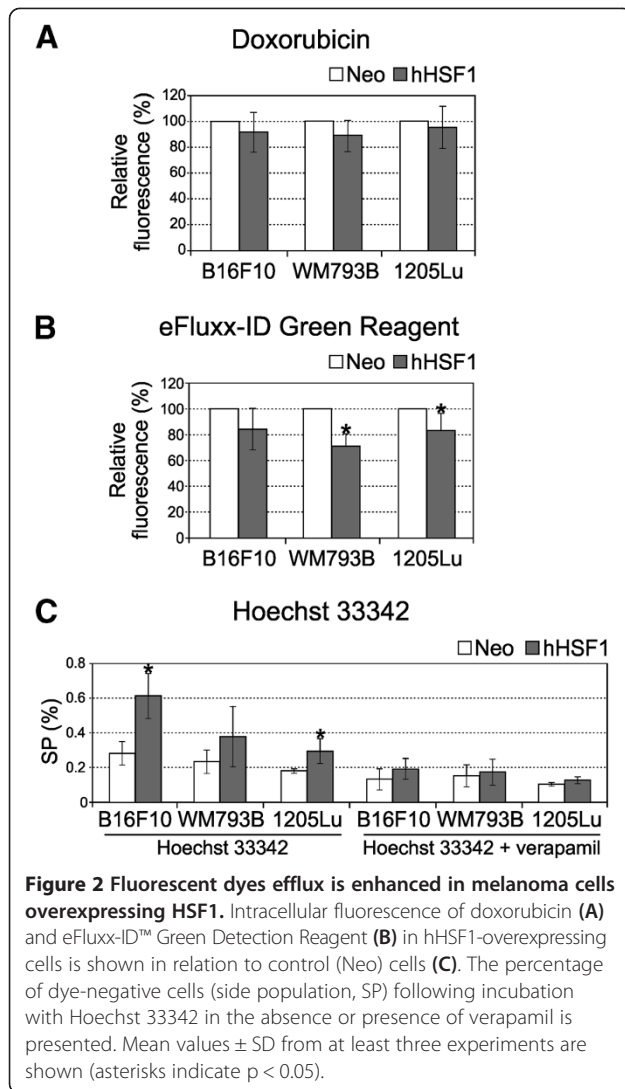 A
Doxorubicin
Neo hHSF1
Relative fluorescence (%)
120
100
80
60
40
20
0
B16F10 WM793B 1205Lu
B
eFluxx-ID Green Reagent
Neo hHSF1
Relative fluorescence (%)
120
100
80
60
40
20
0
* *
B16F10 WM793B 1205Lu
C
Hoechst 33342
Neo hHSF1
SP (%)
0.8
0.6
0.4
0.2
0
* *
B16F10 WM793B 1205Lu B16F10 WM793B 1205Lu
Hoechst 33342 Hoechst 33342 + verapamil
Figure 2 Fluorescent dyes efflux is enhanced in melanoma cells
overexpressing HSF1. Intracellular fluorescence of doxorubicin (A)
and eFluxx-ID™ Green Detection Reagent (B) in hHSF1-overexpressing
cells is shown in relation to control (Neo) cells (C). The percentage
of dye-negative cells (side population, SP) following incubation
with Hoechst 33342 in the absence or presence of verapamil is
presented. Mean values ± SD from at least three experiments are
shown (asterisks indicate p < 0.05).